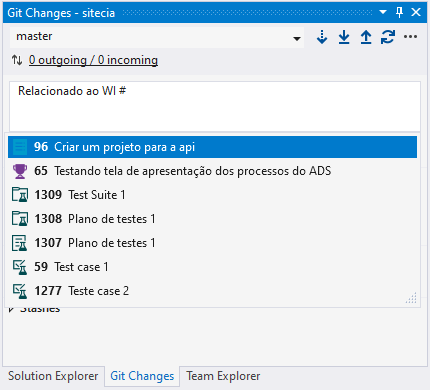 Git Changes - sitecia
master
0 outgoing / 0 incoming
Relacionado ao WI #
96 Criar um projeto para a api
65 Testando tela de apresentação dos processos do ADS
1309 Test Suite 1
1308 Plano de testes 1
1307 Plano de testes 1
59 Test case 1
1277 Teste case 2
Stashes
Solution Explorer Git Changes Team Explorer